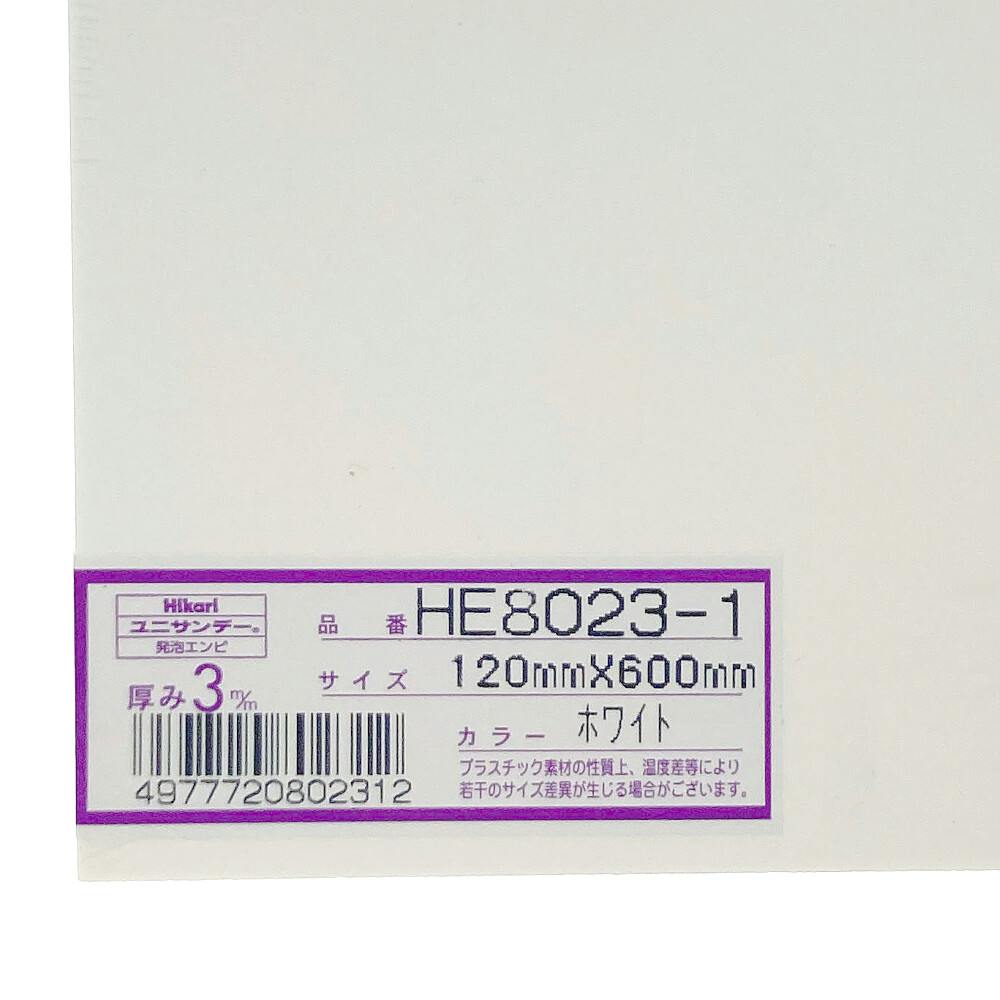 Hikari
ユニサンデー®
発泡エンビ
厚み3m/m
4977720802312
品番 HE8023-1
サイズ 120mmX600mm
カラー ホワイト
プラスチック素材の性質上、温度差等により
若干のサイズ差異が生じる場合がございます。